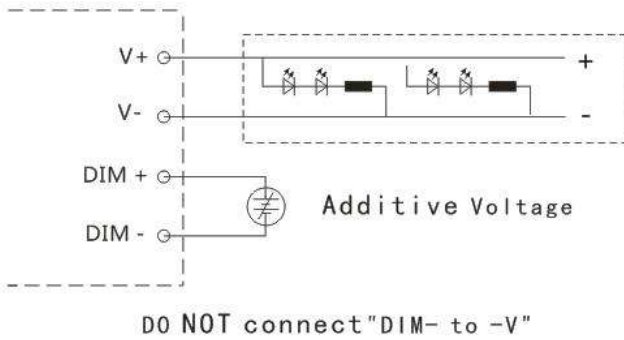 V+
+
V-
-
DIM +
DIM -
Additive Voltage
DO NOT connect"DIM- to -V"